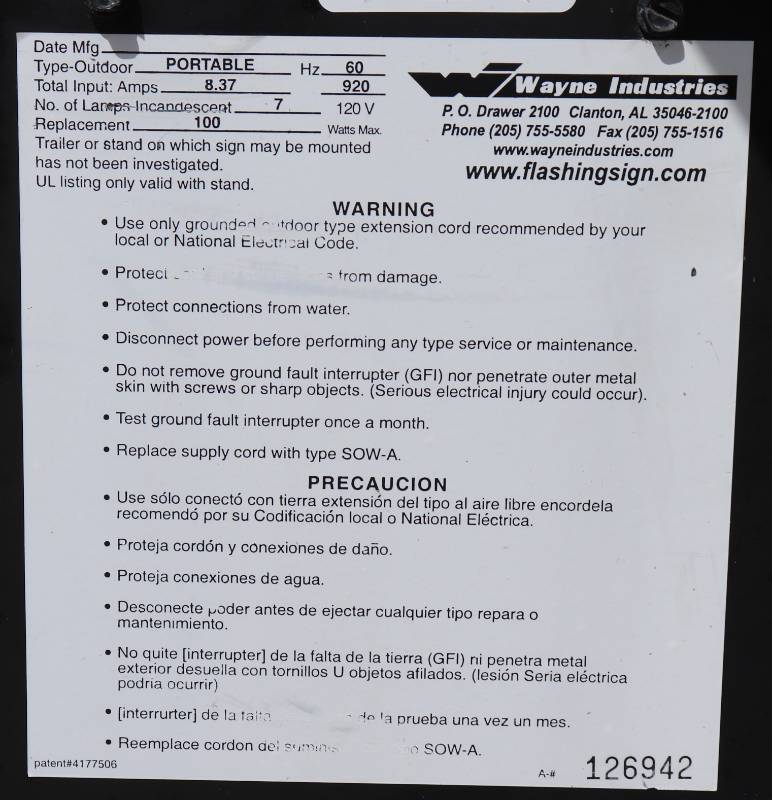 Date Mfg.
Type-Outdoor PORTABLE Hz 60
Total Input: Amps 8.37 920
No. of Lamps-Incandescent 7 120 V
Replacement 100 Watts Max.
Trailer or stand on which sign may be mounted
has not been investigated.
UL listing only valid with stand.
Wayne Industries
P. O. Drawer 2100 Clanton, AL 35046-2100
Phone (205) 755-5580 Fax (205) 755-1516
www.wayneindustries.com
www.flashingsign.com
WARNING
• Use only grounded outdoor type extension cord recommended by your
local or National Electrical Code.
• Protect from damage.
• Protect connections from water.
• Disconnect power before performing any type service or maintenance.
• Do not remove ground fault interrupter (GFI) nor penetrate outer metal
skin with screws or sharp objects. (Serious electrical injury could occur).
• Test ground fault interrupter once a month.
• Replace supply cord with type SOW-A.
PRECAUCION
• Use sólo conectó con tierra extensión del tipo al aire libre encordela
recomendó por su Codificación local o National Eléctrica.
• Proteja cordón y conexiones de daño.
• Proteja conexiones de agua.
• Desconecte poder antes de ejectar cualquier tipo repara o
mantenimiento.
• No quite [interrupter] de la falta de la tierra (GFI) ni penetra metal
exterior desuella con tornillos U objetos afilados. (lesión Seria eléctrica
podria ocurrir)
• [interrurter] de la falta de la prueba una vez un mes.
• Reemplace cordon del SOW-A.
patent#4177506
A-# 126942